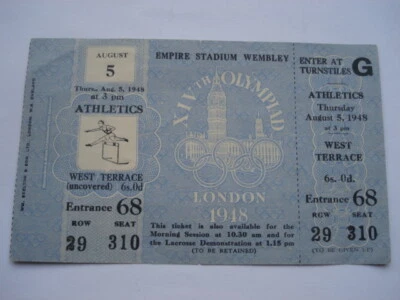 AUGUST
5
Thurs., Aug 5, 1948
at 3 pm
ATHLETICS
WEST TERRACE
(uncovered) 6s. 0d.
Entrance 68
ROW SEAT
29 310
EMPIRE STADIUM WEMBLEY
XIVTH OLYMPIAD
LONDON
1948
This ticket is also available for the
Morning Session at 10.30 am and for
the Lacrosse Demonstration at 1.15 pm
(TO BE RETAINED)
ENTER AT
TURNSTILES G
ATHLETICS
Thursday
August 5, 1948
at 3 pm
WEST
TERRACE
6s. 0d.
Entrance 68
ROW SEAT
29 310